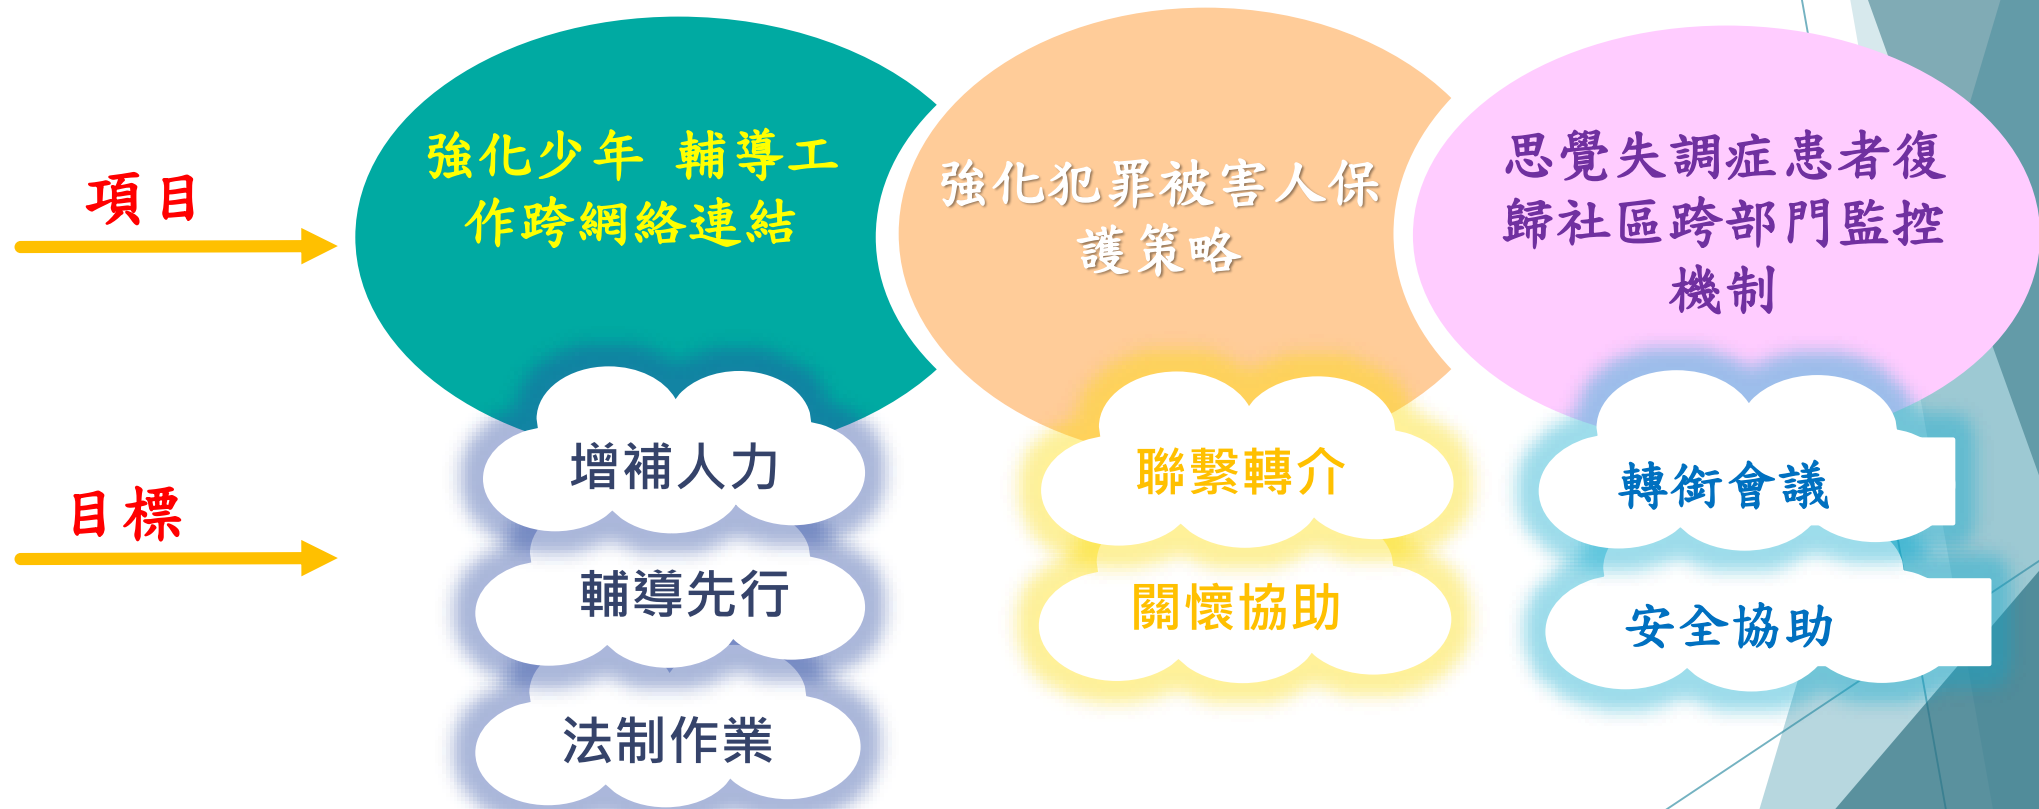 項目
強化少年 輔導工
作跨網絡連結
強化犯罪被害人保
護策略
思覺失調症患者復
歸社區跨部門監控
機制
目標
增補人力
輔導先行
法制作業
聯繫轉介
關懷協助
轉銜會議
安全協助